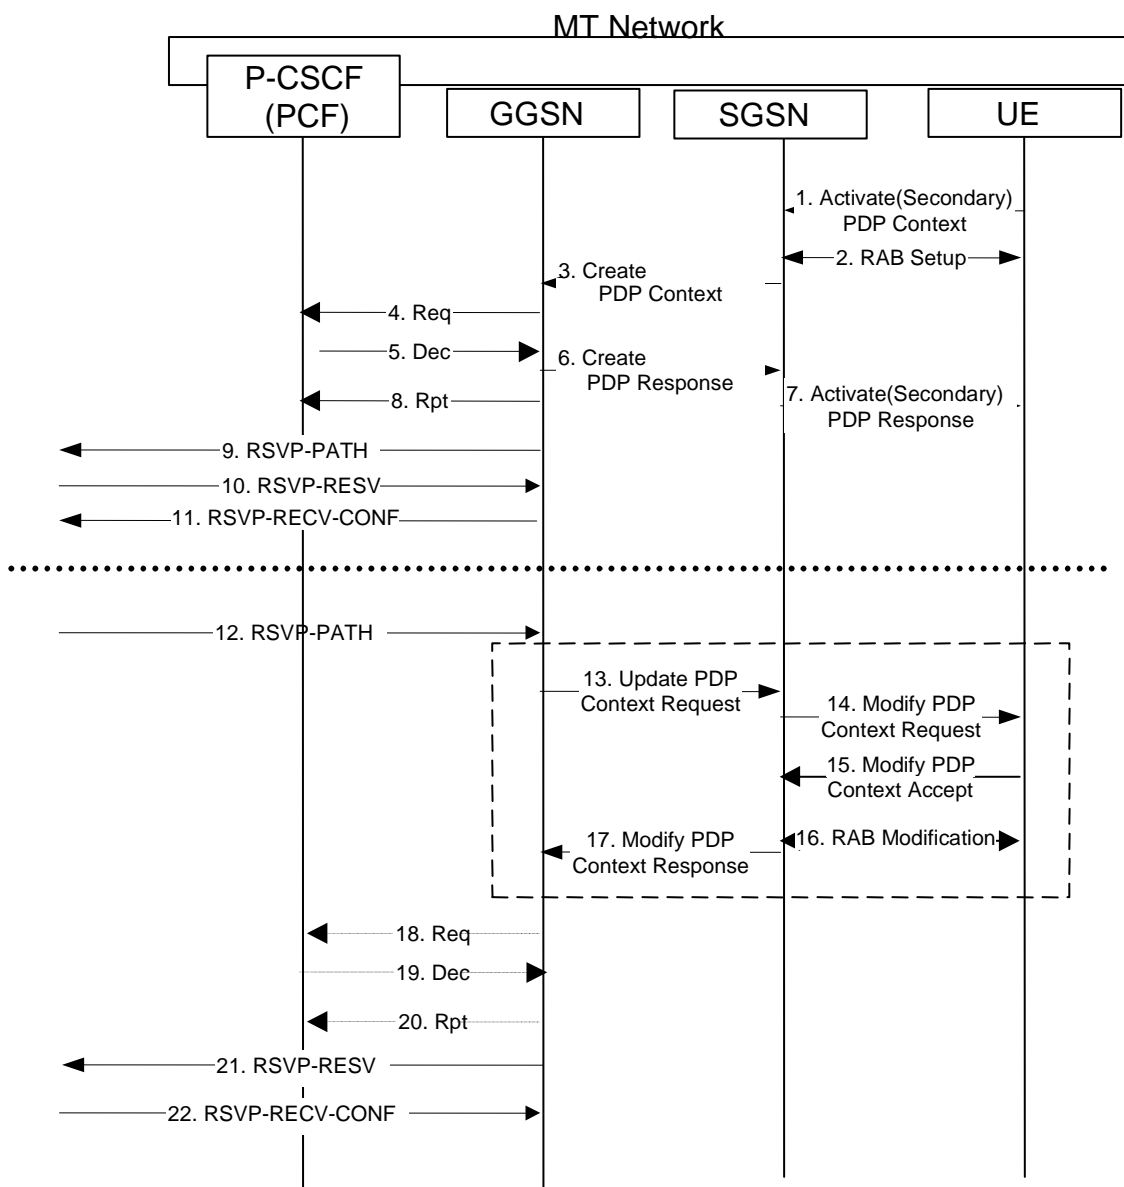 MT Network
P-CSCF
(PCF)
GGSN
SGSN
UE
1. Activate(Secondary)
PDP Context
2. RAB Setup
3. Create
PDP Context
4. Req
5. Dec
6. Create
PDP Response
7. Activate(Secondary)
PDP Response
8. Rpt
9. RSVP-PATH
10. RSVP-RESV
11. RSVP-RECV-CONF
12. RSVP-PATH
13. Update PDP
Context Request
14. Modify PDP
Context Request
15. Modify PDP
Context Accept
16. RAB Modification
17. Modify PDP
Context Response
18. Req
19. Dec
20. Rpt
21. RSVP-RESV
22. RSVP-RECV-CONF